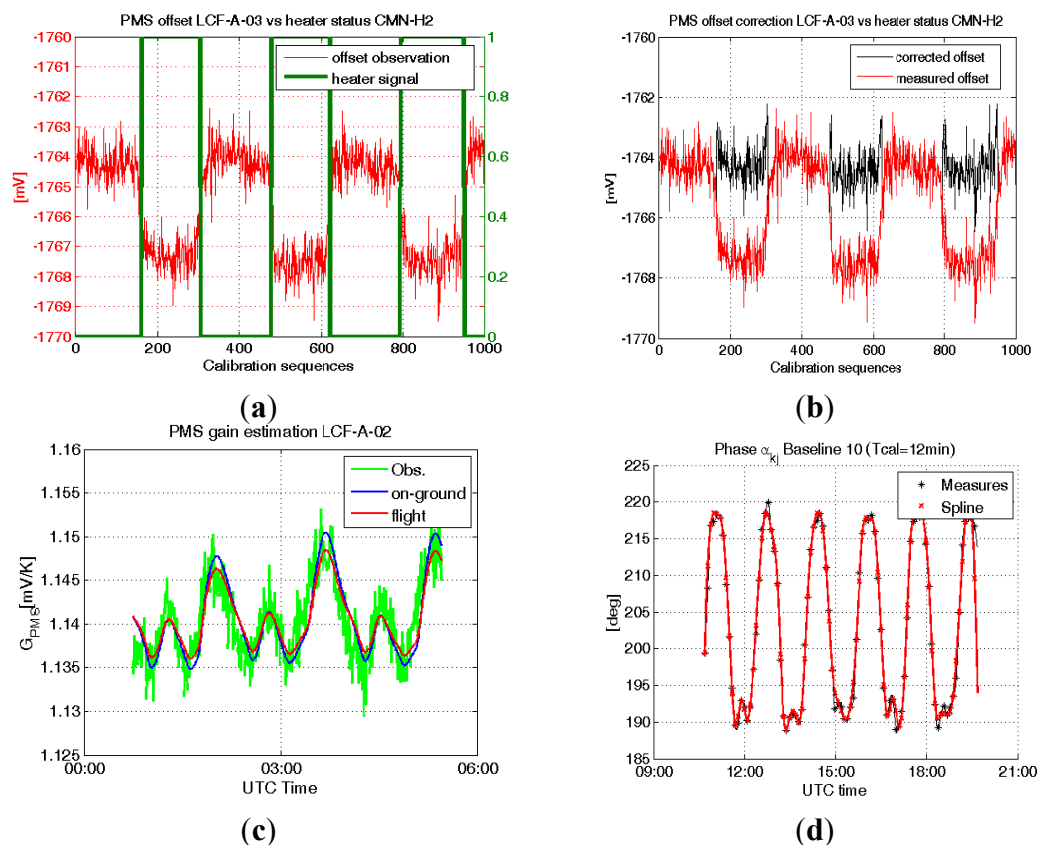 PMS offset LCF-A-03 vs heater status CMN-H2
-1760
-1761
-1762
-1763
-1764
-1765
-1766
-1767
-1768
-1769
-1770
[mV]
1
0.8
0.6
0.4
0.2
0
offset observation
heater signal
200 400 600 800 1000
Calibration sequences
(a)
PMS offset correction LCF-A-03 vs heater status CMN-H2
-1760
-1762
-1764
-1766
-1768
-1770
[mV]
corrected offset
measured offset
0 200 400 600 800 1000
Calibration sequences
(b)
PMS gain estimation LCF-A-02
1.16
1.155
1.15
1.145
1.14
1.135
1.13
1.125
G_PMS[mV/K]
Obs.
on-ground
flight
00:00 03:00 06:00
UTC Time
(c)
Phase α_kj Baseline 10 (Tcal=12min)
225
220
215
210
205
200
195
190
185
[deg]
Measures
Spline
09:00 12:00 15:00 18:00 21:00
UTC time
(d)